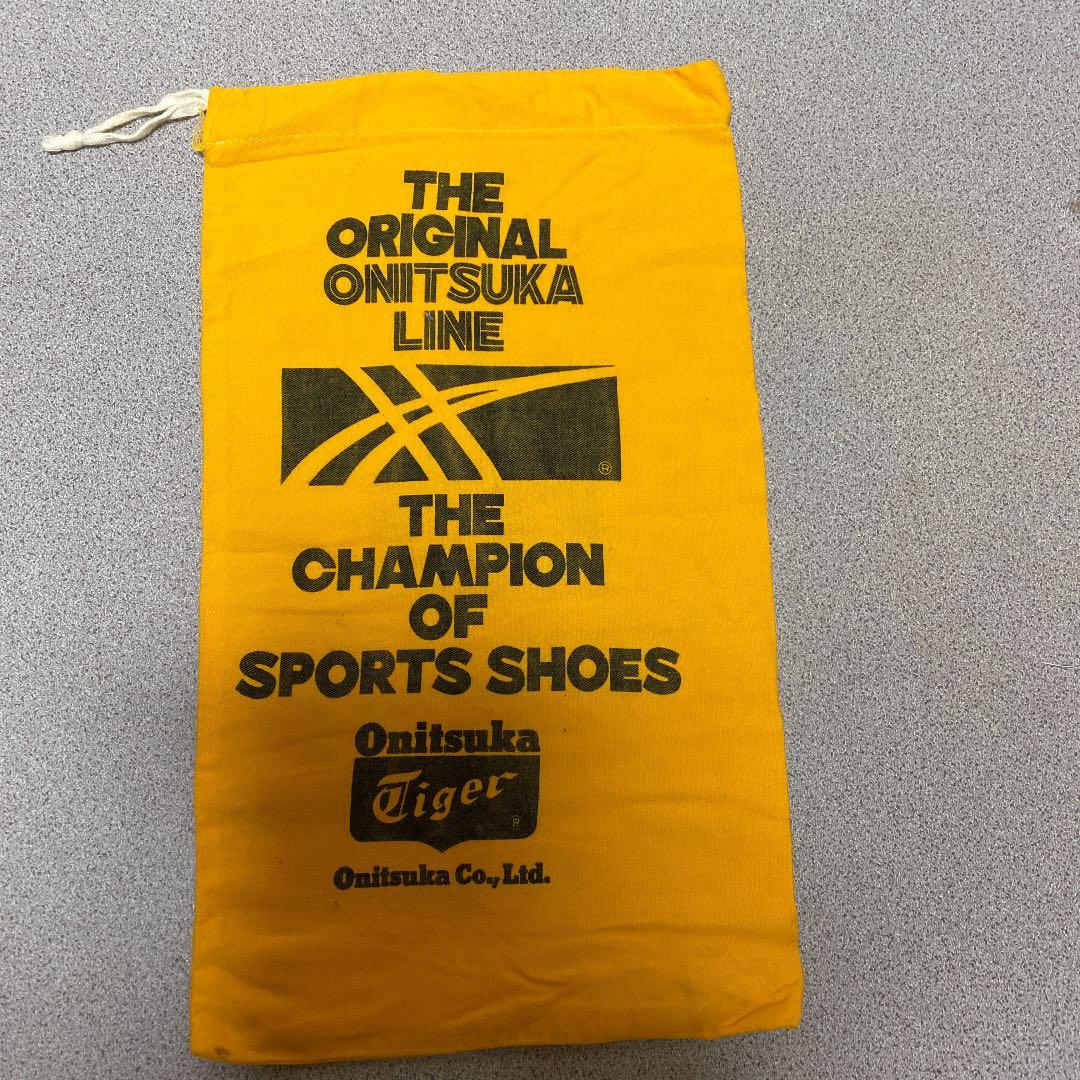 THE
ORIGINAL
ONITSUKA
LINE
®
THE
CHAMPION
OF
SPORTS SHOES
Onitsuka
Tiger
®
Onitsuka Co., Ltd.